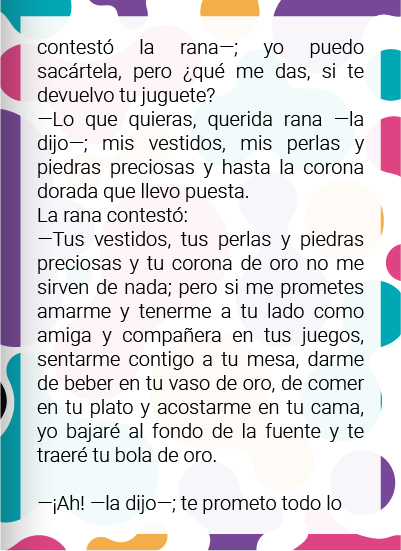 contestó la rana—; yo puedo
sacártela, pero ¿qué me das, si te
devuelvo tu juguete?
—Lo que quieras, querida rana —la
dijo—; mis vestidos, mis perlas y
piedras preciosas y hasta la corona
dorada que llevo puesta.
La rana contestó:
—Tus vestidos, tus perlas y piedras
preciosas y tu corona de oro no me
sirven de nada; pero si me prometes
amarme y tenerme a tu lado como
amiga y compañera en tus juegos,
sentarme contigo a tu mesa, darme
de beber en tu vaso de oro, de comer
en tu plato y acostarme en tu cama,
yo bajaré al fondo de la fuente y te
traeré tu bola de oro.
—¡Ah! —la dijo—; te prometo todo lo